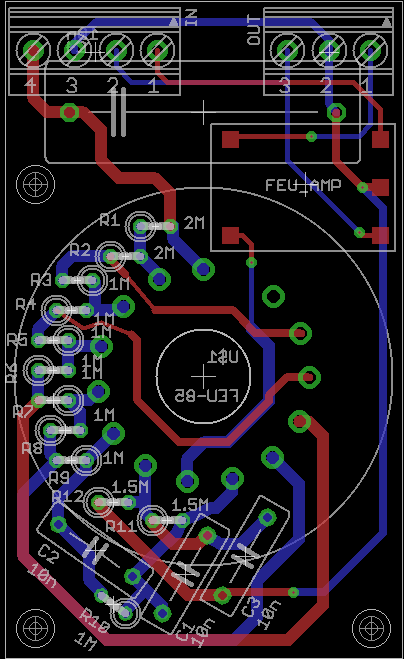 IN
OUT
4 3 2 1
3 2 1
FEU-AMP
R1
2M
R2
2M
R3
1M
R4
1M
R5
1M
R6
1M
R7
1M
R8
R9
1M
U$1
FEU-85
R12
1.5M
R11
1.5M
C2
10n
R10
1M
C1
10n
C3
10n